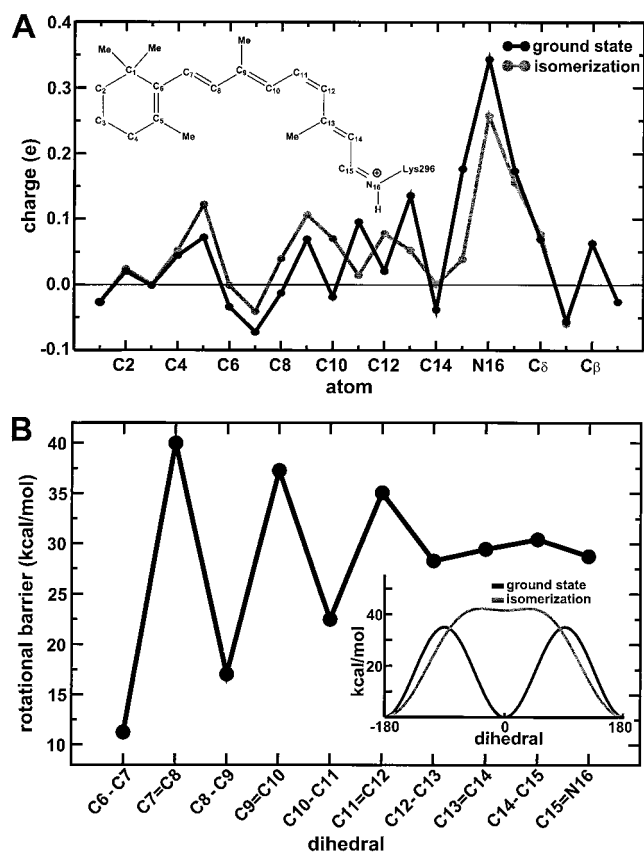 A
0.4
0.3
0.2
0.1
0.0
-0.1
charge (e)
ground state
isomerization
Me
Me
Me
C1
C2
C3
C4
C5
C6
Me
C7
C8
C9
C10
C11
C12
C13
Me
C14
C15
N16
⊕
H
Lys296
C2
C4
C6
C8
C10
C12
C14
N16
Cδ
Cβ
atom
B
40
35
30
25
20
15
10
rotational barrier (kcal/mol)
ground state
isomerization
40
20
kcal/mol
-180
0
180
dihedral
C6 - C7
C7=C8
C8 - C9
C9=C10
C10-C11
C11=C12
C12-C13
C13=C14
C14-C15
C15=N16
dihedral